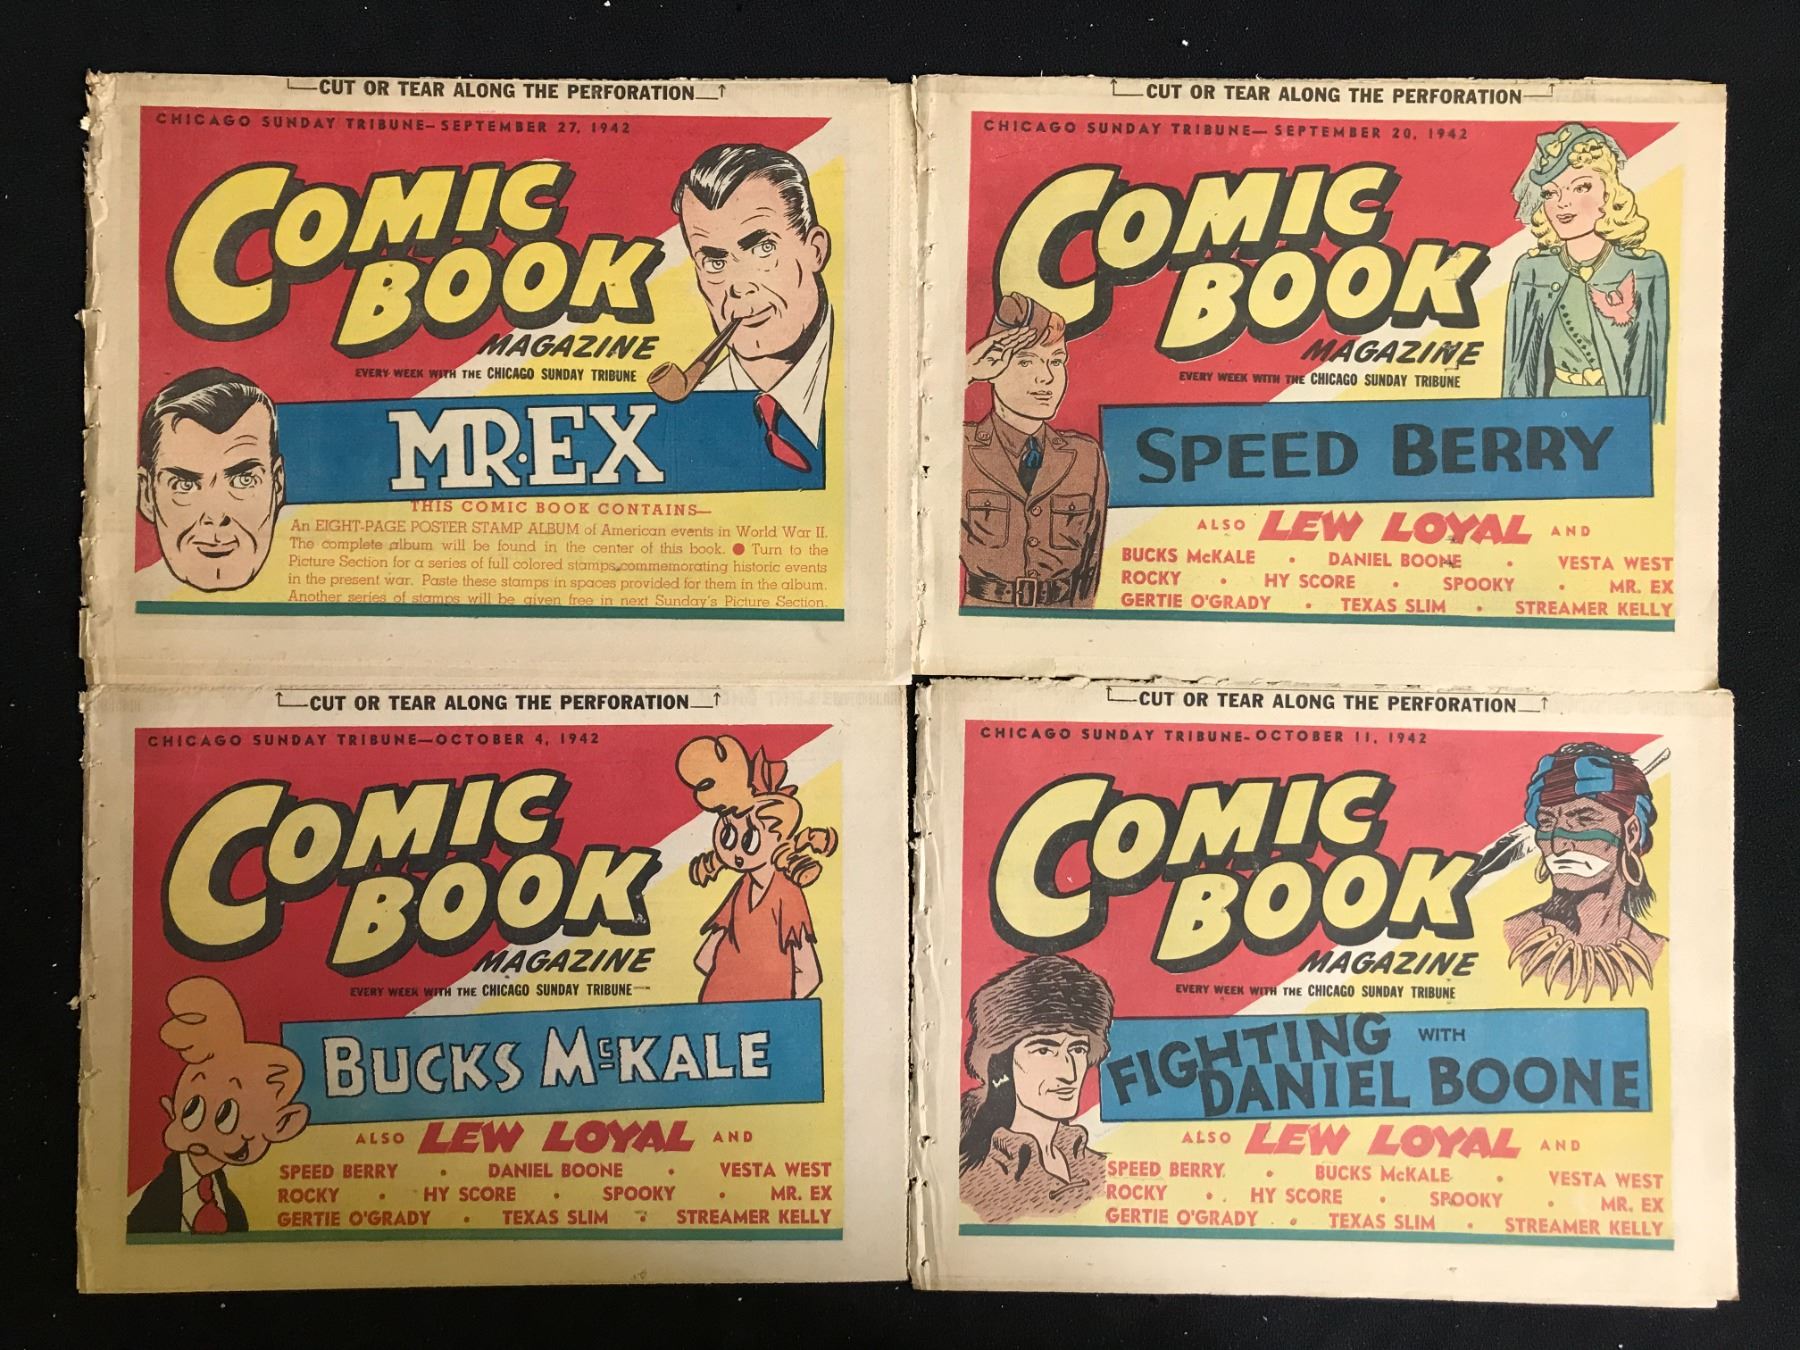 CUT OR TEAR ALONG THE PERFORATION
CHICAGO SUNDAY TRIBUNE—SEPTEMBER 27, 1942
COMIC
BOOK
MAGAZINE
EVERY WEEK WITH THE CHICAGO SUNDAY TRIBUNE
MR. EX
THIS COMIC BOOK CONTAINS—
An EIGHT-PAGE POSTER STAMP ALBUM of American events in World War II.
The complete album will be found in the center of this book. ● Turn to the
Picture Section for a series of full colored stamps commemorating historic events
in the present war. Paste these stamps in spaces provided for them in the album.
Another series of stamps will be given free in next Sunday's Picture Section.
CUT OR TEAR ALONG THE PERFORATION
CHICAGO SUNDAY TRIBUNE—SEPTEMBER 20, 1942
COMIC
BOOK
MAGAZINE
EVERY WEEK WITH THE CHICAGO SUNDAY TRIBUNE
SPEED BERRY
ALSO LEW LOYAL AND
BUCKS McKALE • DANIEL BOONE • VESTA WEST
ROCKY • HY SCORE • SPOOKY • MR. EX
GERTIE O'GRADY • TEXAS SLIM • STREAMER KELLY
CUT OR TEAR ALONG THE PERFORATION
CHICAGO SUNDAY TRIBUNE—OCTOBER 4, 1942
COMIC
BOOK
MAGAZINE
EVERY WEEK WITH THE CHICAGO SUNDAY TRIBUNE
BUCKS McKALE
ALSO LEW LOYAL AND
SPEED BERRY • DANIEL BOONE • VESTA WEST
ROCKY • HY SCORE • SPOOKY • MR. EX
GERTIE O'GRADY • TEXAS SLIM • STREAMER KELLY
CUT OR TEAR ALONG THE PERFORATION
CHICAGO SUNDAY TRIBUNE-OCTOBER 11, 1942
COMIC
BOOK
MAGAZINE
EVERY WEEK WITH THE CHICAGO SUNDAY TRIBUNE
FIGHTING WITH
DANIEL BOONE
ALSO LEW LOYAL AND
SPEED BERRY • BUCKS McKALE • VESTA WEST
ROCKY • HY SCORE • SPOOKY • MR. EX
GERTIE O'GRADY • TEXAS SLIM • STREAMER KELLY